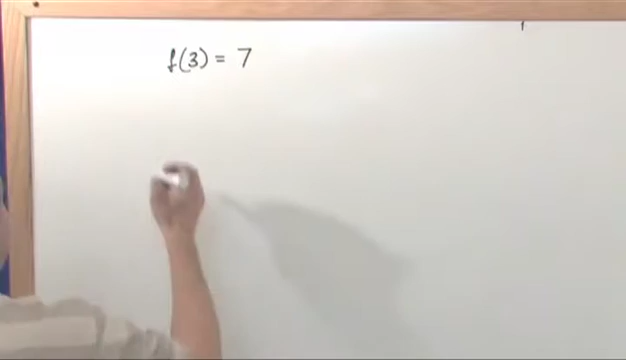 f(3) = 7